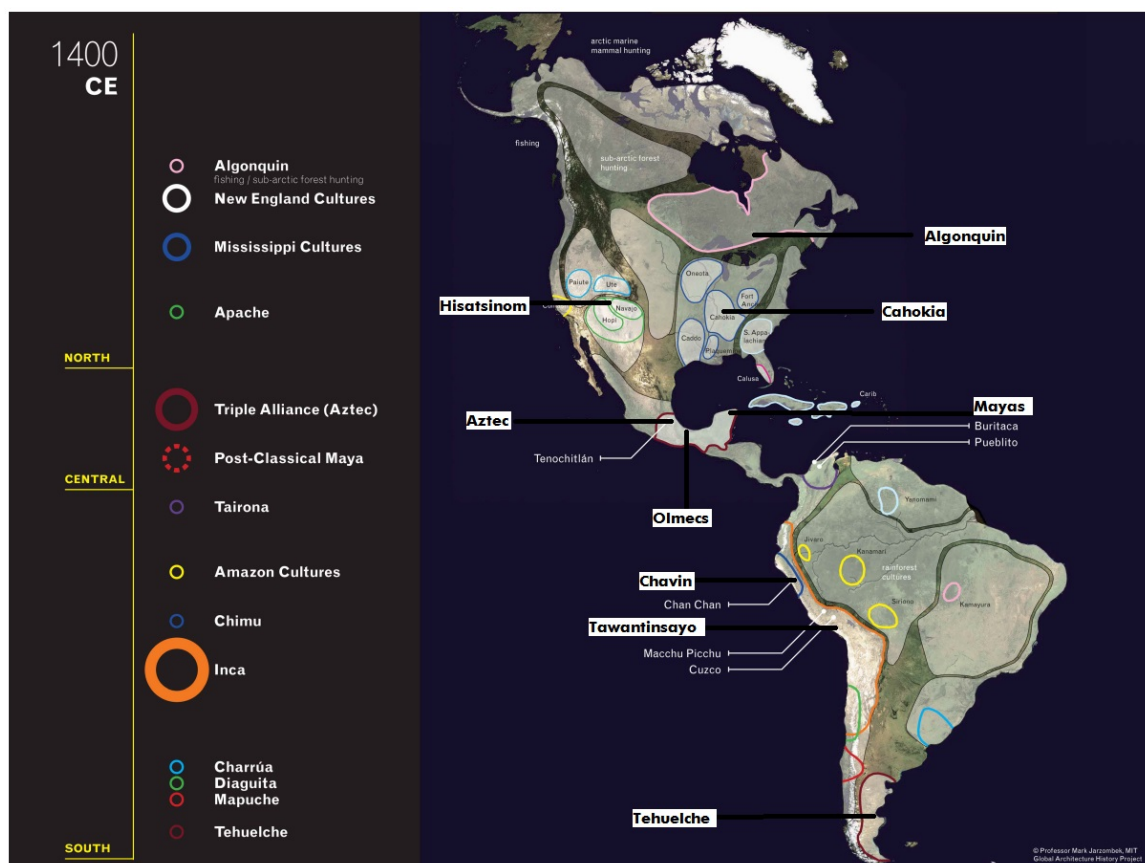 1400
CE
Algonquin
fishing / sub-arctic forest hunting
New England Cultures
Mississippi Cultures
Apache
NORTH
Triple Alliance (Aztec)
Post-Classical Maya
CENTRAL
Tairona
Amazon Cultures
Chimu
Inca
Charrúa
Diaguita
Mapuche
Tehuelche
SOUTH
arctic marine
mammal hunting
fishing
sub-arctic forest
hunting
Algonquin
Paiute
Ute
Oneota
Fort
Hisatsinom
Navajo
Hopi
Cahokia
Cahokia
Caddo
S. Appa-
lachian
Caluse
Carib
Aztec
Mayas
Buritaca
Pueblito
Tenochitlán
Olmecs
Yanomami
Jivaro
Kanamari
rainforest
cultures
Chavin
Chan Chan
Siriono
Kamayura
Tawantinsayo
Macchu Picchu
Cuzco
Tehuelche
© Professor Mark Jarzombek, MIT
Global Architecture History Project